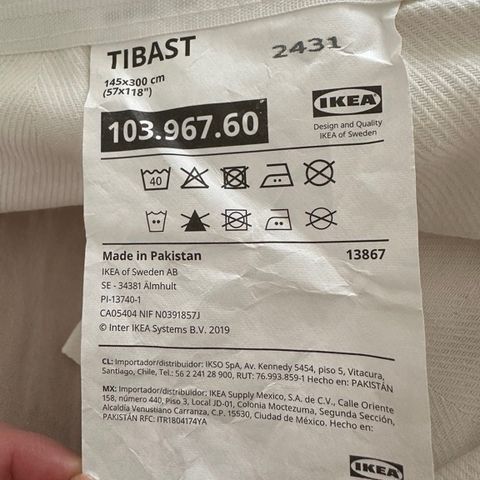 TIBAST
2431
145x300 cm
(57x118")
IKEA
103.967.60
Design and Quality
IKEA of Sweden
40
Made in Pakistan
13867
IKEA of Sweden AB
SE - 34381 Älmhult
PI-13740-1
CA05404 NIF N0391857J
© Inter IKEA Systems B.V. 2019
CL: Importador/distribuidor: IKSO SpA, Av. Kennedy 5454, piso 5, Vitacura,
Santiago, Chile, Tel.: 56 2 241 28 900, RUT: 76.993.859-1 Hecho en: PAKISTÁN
MX: Importador/distribuidor: IKEA Supply Mexico, S.A. de C.V., Calle Oriente
158, número 440, Piso 3, Local JD-01, Colonia Moctezuma, Segunda Sección,
Alcaldía Venustiano Carranza, C.P. 15530, Ciudad de México. Hecho en:
PAKISTÁN RFC: ITR1804174YA
IKEA